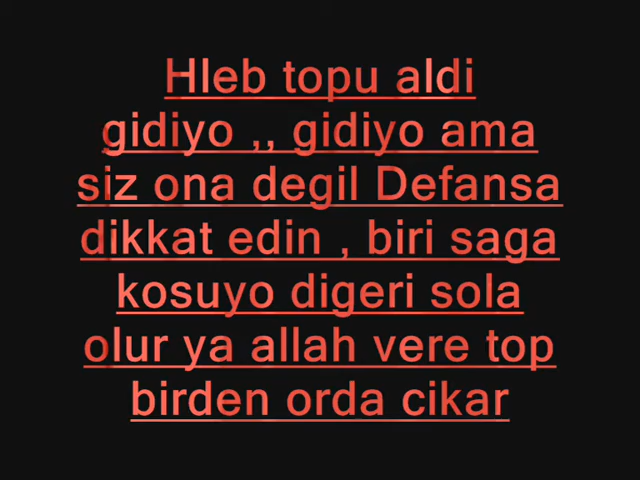 Hleb topu aldi
gidiyo ,, gidiyo ama
siz ona degil Defansa
dikkat edin , biri saga
kosuyo digeri sola
olur ya allah vere top
birden orda cikar